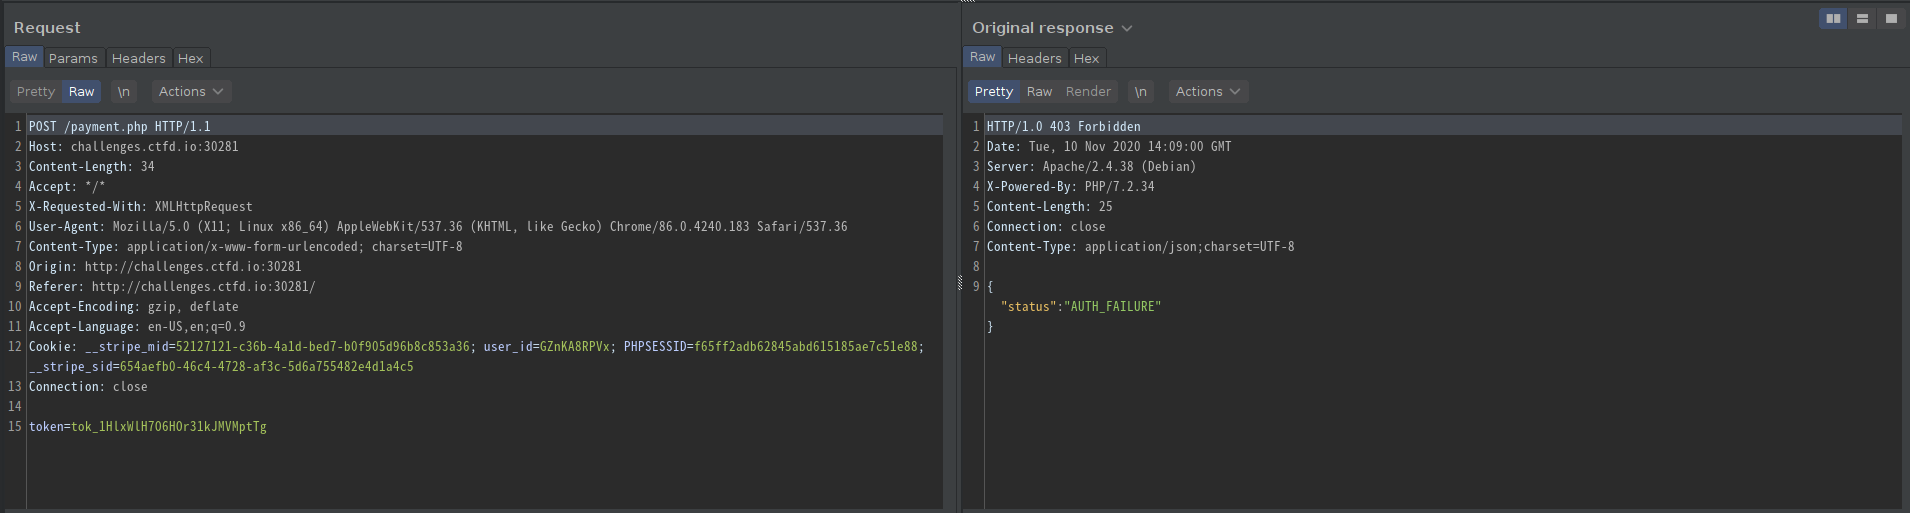 Request
Raw Params Headers Hex
Pretty Raw \n Actions
1 POST /payment.php HTTP/1.1
2 Host: challenges.ctfd.io:30281
3 Content-Length: 34
4 Accept: */*
5 X-Requested-With: XMLHttpRequest
6 User-Agent: Mozilla/5.0 (X11; Linux x86_64) AppleWebKit/537.36 (KHTML, like Gecko) Chrome/86.0.4240.183 Safari/537.36
7 Content-Type: application/x-www-form-urlencoded; charset=UTF-8
8 Origin: http://challenges.ctfd.io:30281
9 Referer: http://challenges.ctfd.io:30281/
10 Accept-Encoding: gzip, deflate
11 Accept-Language: en-US,en;q=0.9
12 Cookie: __stripe_mid=52127121-c36b-4a1d-bed7-b0f905d96b8c853a36; user_id=GZnKA8RPVx; PHPSESSID=f65ff2adb62845abd615185ae7c51e88;
__stripe_sid=654aefb0-46c4-4728-af3c-5d6a755482e4d1a4c5
13 Connection: close
14
15 token=tok_1HlxWlH7O6HOr31kJMVMptTg
Original response
Raw Headers Hex
Pretty Raw Render \n Actions
1 HTTP/1.0 403 Forbidden
2 Date: Tue, 10 Nov 2020 14:09:00 GMT
3 Server: Apache/2.4.38 (Debian)
4 X-Powered-By: PHP/7.2.34
5 Content-Length: 25
6 Connection: close
7 Content-Type: application/json;charset=UTF-8
8
9 {
"status":"AUTH_FAILURE"
}